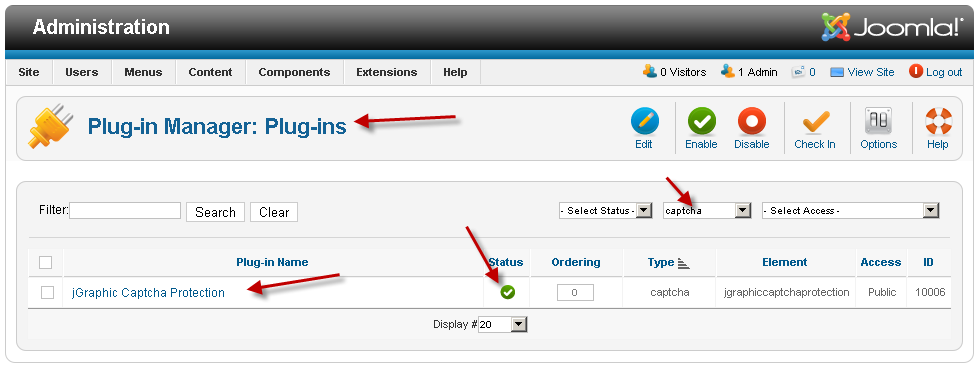 Administration
Joomla!®
Site Users Menus Content Components Extensions Help 0 Visitors 1 Admin 0 View Site Log out
Plug-in Manager: Plug-ins
Edit Enable Disable Check In Options Help
Filter: Search Clear - Select Status - captcha - Select Access -
Plug-in Name Status Ordering Type Element Access ID
jGraphic Captcha Protection 0 captcha jgraphiccaptchaprotection Public 10006
Display # 20